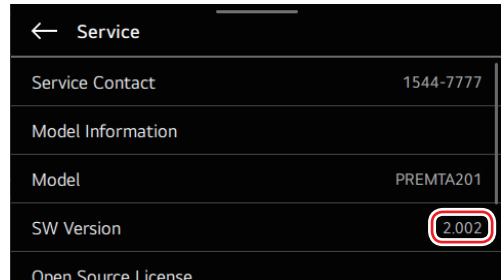 ← Service
Service Contact 1544-7777
Model Information
Model PREMTA201
SW Version 2.002
Open Source License